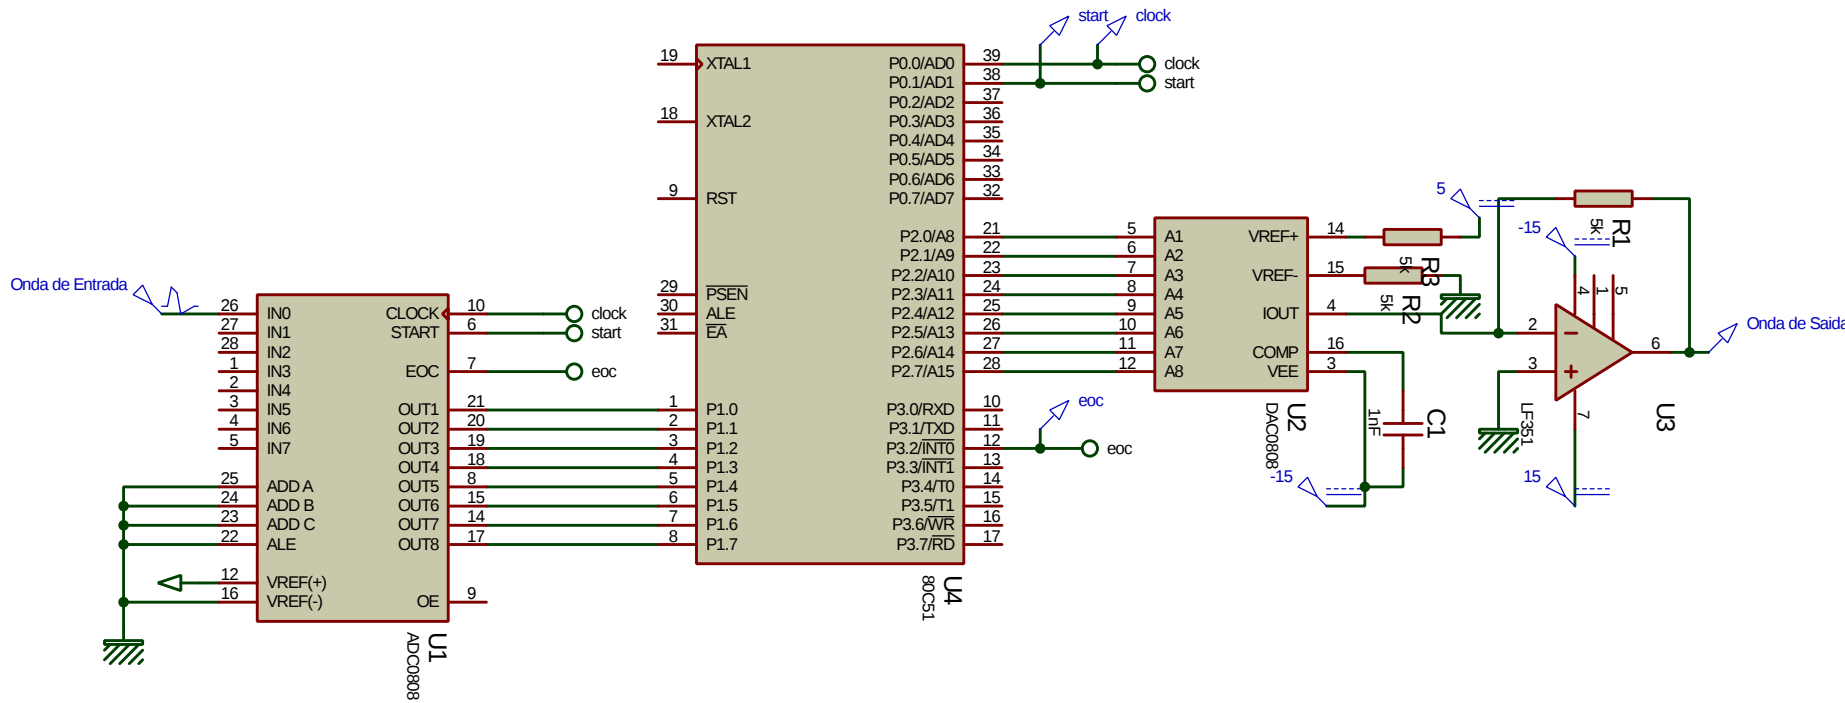 start clock
19 XTAL1 P0.0/AD0 39 clock
P0.1/AD1 38 start
P0.2/AD2 37
18 XTAL2 P0.3/AD3 36
P0.4/AD4 35
P0.5/AD5 34
P0.6/AD6 33
9 RST P0.7/AD7 32
P2.0/A8 21
P2.1/A9 22
P2.2/A10 23
29 PSEN P2.3/A11 24
30 ALE P2.4/A12 25
31 EA P2.5/A13 26
P2.6/A14 27
P2.7/A15 28
1 P1.0 P3.0/RXD 10
2 P1.1 P3.1/TXD 11
3 P1.2 P3.2/INT0 12 eoc
eoc
4 P1.3 P3.3/INT1 13
5 P1.4 P3.4/T0 14
6 P1.5 P3.5/T1 15
7 P1.6 P3.6/WR 16
8 P1.7 P3.7/RD 17
U4
80C51
Onda de Entrada
26 IN0 CLOCK 10 clock
27 IN1 START 6 start
28 IN2
1 IN3 EOC 7 eoc
2 IN4
3 IN5 OUT1 21
4 IN6 OUT2 20
5 IN7 OUT3 19
OUT4 18
25 ADD A OUT5 8
24 ADD B OUT6 15
23 ADD C OUT7 14
22 ALE OUT8 17
12 VREF(+)
16 VREF(-) OE 9
U1
ADC0808
5 A1 VREF+ 14
6 A2
7 A3 VREF- 15
8 A4
9 A5 IOUT 4
10 A6
11 A7 COMP 16
12 A8 VEE 3
U2
DAC0808
5
R3
5k
R2
5k
C1
1nF
-15
-15
R1
5k
4 1 5
2
3
6
7
15
U3
LF351
Onda de Saida